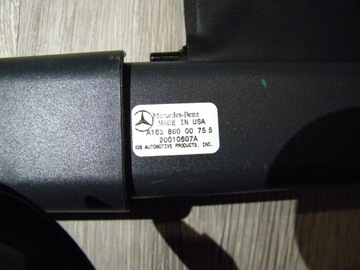 Mercedes-Benz
MADE IN USA
A163 860 00 75 5
20010607A
IOS AUTOMOTIVE PRODUCTS, INC.